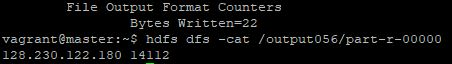 File Output Format Counters
Bytes Written=22
vagrant@master:~$ hdfs dfs -cat /output056/part-r-00000
128.230.122.180 14112